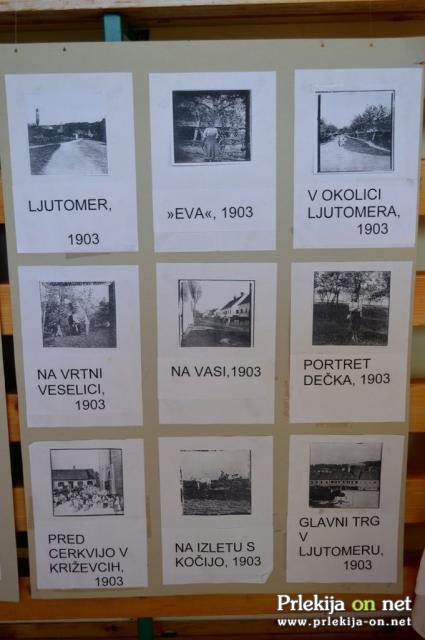 LJUTOMER,
1903
»EVA«, 1903
V OKOLICI
LJUTOMERA,
1903
NA VRTNI
VESELICI,
1903
NA VASI,1903
PORTRET
DEČKA, 1903
PRED
CERKVIJO V
KRIŽEVCIH,
1903
NA IZLETU S
KOČIJO, 1903
GLAVNI TRG
V
LJUTOMERU,
1903
Prlekija on net
www.prlekija-on.net